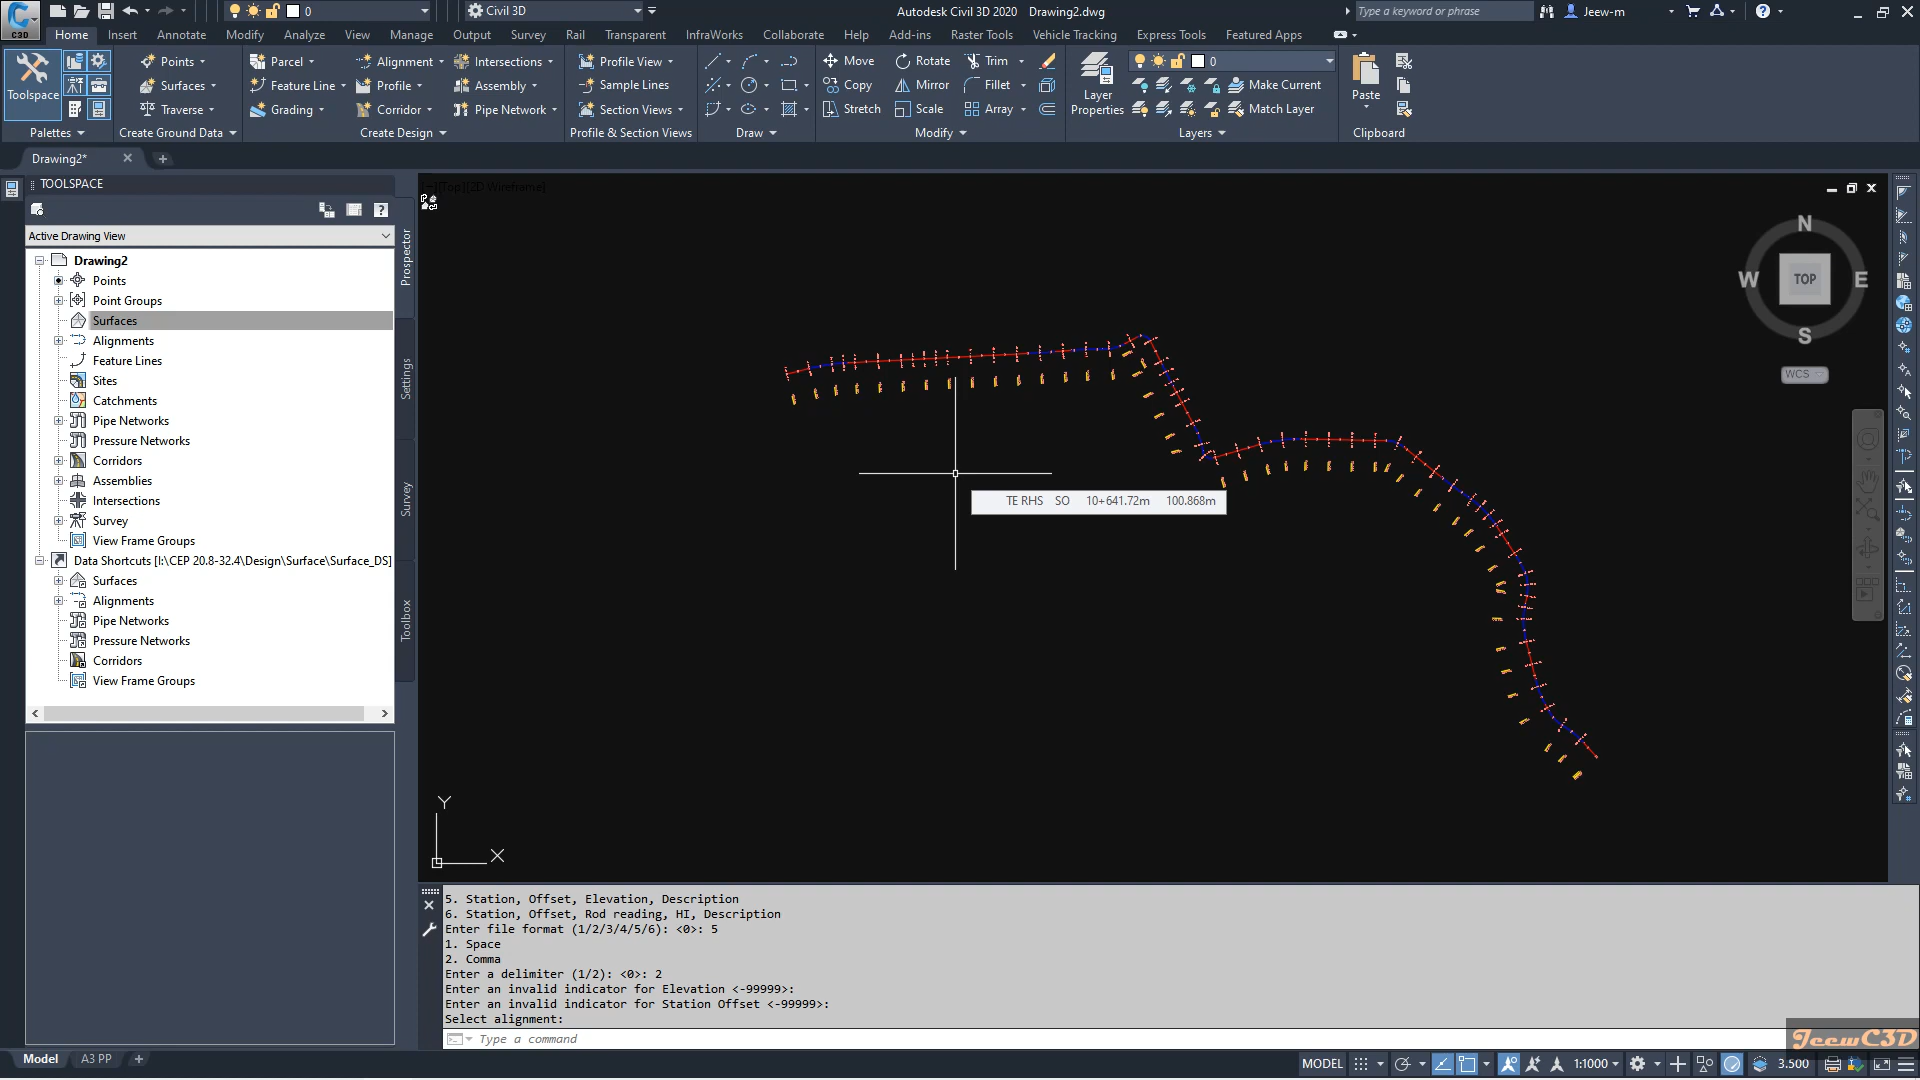 C3D
0
Civil 3D
Autodesk Civil 3D 2020 Drawing2.dwg
Type a keyword or phrase
Jeew-m
Home Insert Annotate Modify Analyze View Manage Output Survey Rail Transparent InfraWorks Collaborate Help Add-ins Raster Tools Vehicle Tracking Express Tools Featured Apps
Toolspace
Palettes
Points
Surfaces
Traverse
Create Ground Data
Parcel
Feature Line
Grading
Alignment
Profile
Corridor
Intersections
Assembly
Pipe Network
Create Design
Profile View
Sample Lines
Section Views
Profile & Section Views
Draw
Move
Copy
Stretch
Rotate
Mirror
Scale
Trim
Fillet
Array
Modify
Layer
Properties
0
Make Current
Match Layer
Layers
Paste
Clipboard
Drawing2*
TOOLSPACE
Active Drawing View
Drawing2
Points
Point Groups
Surfaces
Alignments
Feature Lines
Sites
Catchments
Pipe Networks
Pressure Networks
Corridors
Assemblies
Intersections
Survey
View Frame Groups
Data Shortcuts [I:\CEP 20.8-32.4\Design\Surface\Surface_DS]
Surfaces
Alignments
Pipe Networks
Pressure Networks
Corridors
View Frame Groups
Prospector
Settings
Survey
Toolbox
[-][Top][2D Wireframe]
N
W TOP E
S
WCS
TE RHS SO 10+641.72m 100.868m
Y
X
5. Station, Offset, Elevation, Description
6. Station, Offset, Rod reading, HI, Description
Enter file format (1/2/3/4/5/6): <0>: 5
1. Space
2. Comma
Enter a delimiter (1/2): <0>: 2
Enter an invalid indicator for Elevation <-99999>:
Enter an invalid indicator for Station Offset <-99999>:
Select alignment:
Type a command
Model A3 PP
MODEL
1:1000
3.500
JeewC3D